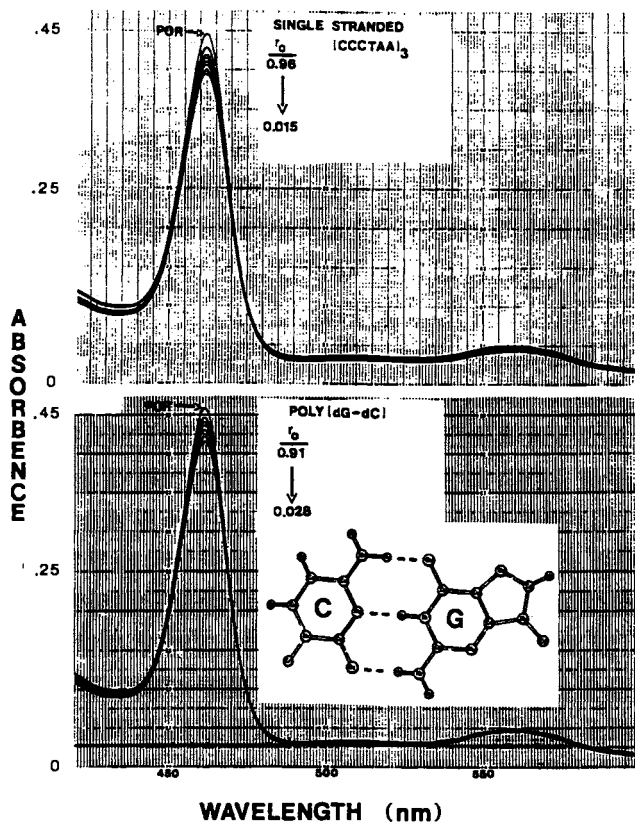 .45
POR
SINGLE STRANDED
r₀ [CCCTAA]₃
0.96
0.015
.25
0
ABSORBENCE
.45
POLY[dG-dC]
r₀
0.91
0.028
.25
C G
0
450 500 550
WAVELENGTH (nm)